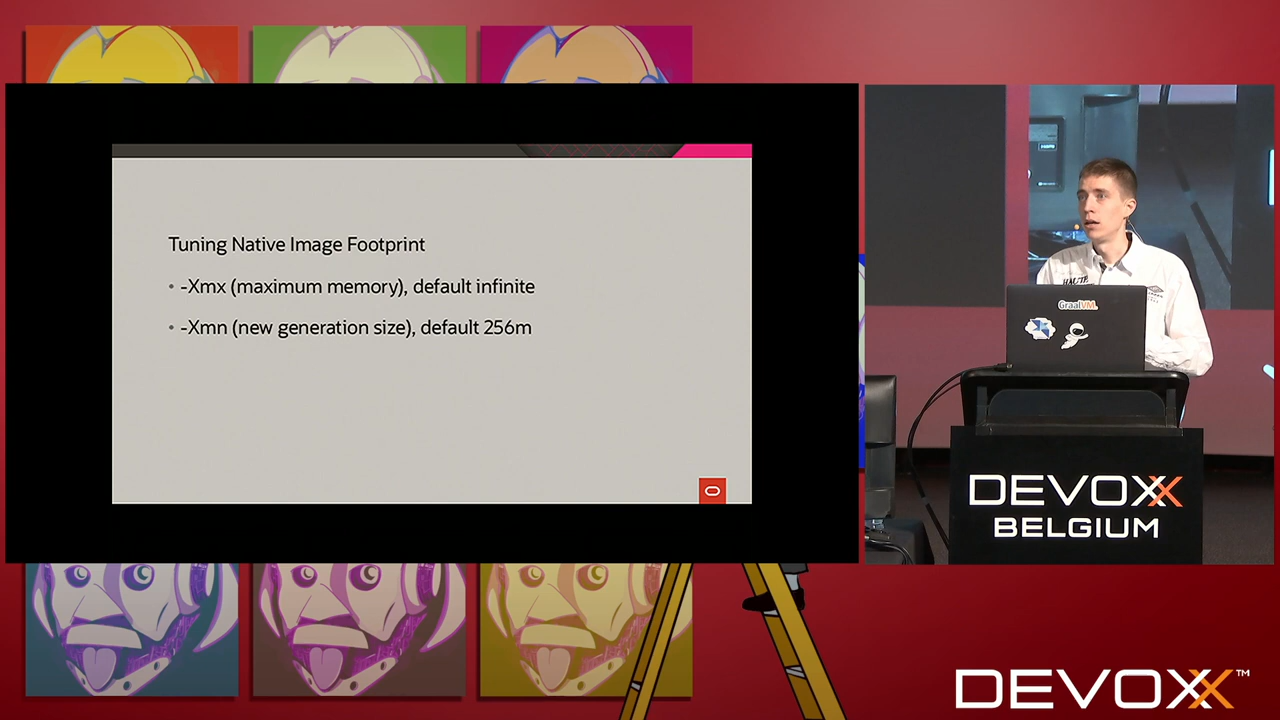 Tuning Native Image Footprint
• -Xmx (maximum memory), default infinite
• -Xmn (new generation size), default 256m
GraalVM.
DEVOXX
BELGIUM
DEVOXX™